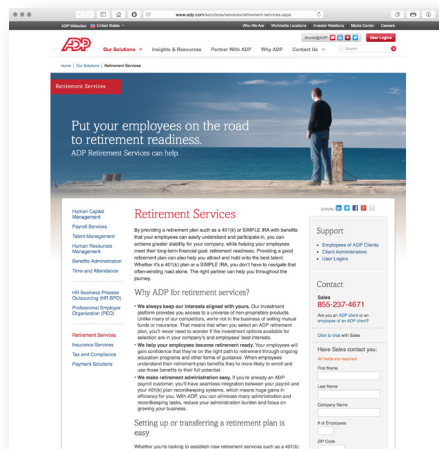 www.adp.com/solutions/services/retirement-services.aspx
ADP Websites: United States
Who We Are Worldwide Locations Investor Relations Media Center Careers
Social@ADP User Logins
ADP
Our Solutions Insights & Resources Partner With ADP Why ADP Contact Us Search
Home | Our Solutions | Retirement Services
Retirement Services
Put your employees on the road
to retirement readiness.
ADP Retirement Services can help.
Human Capital
Management
Payroll Services
Talent Management
Human Resources
Management
Benefits Administration
Time and Attendance
HR Business Process
Outsourcing (HR BPO)
Professional Employer
Organization (PEO)
Retirement Services
Insurance Services
Tax and Compliance
Payment Solutions
Retirement Services
By providing a retirement plan such as a 401(k) or SIMPLE IRA with benefits
that your employees can easily understand and participate in, you can
achieve greater stability for your company, while helping your employees
meet their long-term financial goal: retirement readiness. Providing a good
retirement plan can also help you attract and hold onto the best talent.
Whether it's a 401(k) plan or a SIMPLE IRA, you don't have to navigate that
often-winding road alone. The right partner can help you throughout the
journey.
Why ADP for retirement services?
• We always keep our interests aligned with yours. Our investment
platform provides you access to a universe of non-proprietary products.
Unlike many of our competitors, we're not in the business of selling mutual
funds or insurance. That means that when you select an ADP retirement
plan, you'll never need to wonder if the investment options available for
selection are in your company's and employees' best interests.
• We help your employees become retirement ready. Your employees will
gain confidence that they're on the right path to retirement through ongoing
education programs and other forms of guidance. When employees
understand their retirement plan benefits they're more likely to enroll and
use those benefits to their full potential.
• We make retirement administration easy. If you're already an ADP
payroll customer, you'll have seamless integration between your payroll and
your 401(k) plan recordkeeping systems, which means huge gains in
efficiency for you. With ADP, you can eliminate many administration and
recordkeeping tasks, reduce your administration burden and focus on
growing your business.
Setting up or transferring a retirement plan is
easy
Whether you're looking to establish new retirement services such as a 401(k)
SHARE:
Support
• Employees of ADP Clients
• Client Administrators
• User Logins
Contact
Sales
855-237-4671
Are you an ADP client or an
employee of an ADP client?
Click to chat with Sales
Have Sales contact you:
All fields are required
First Name
Last Name
Company Name
# of Employees
ZIP Code